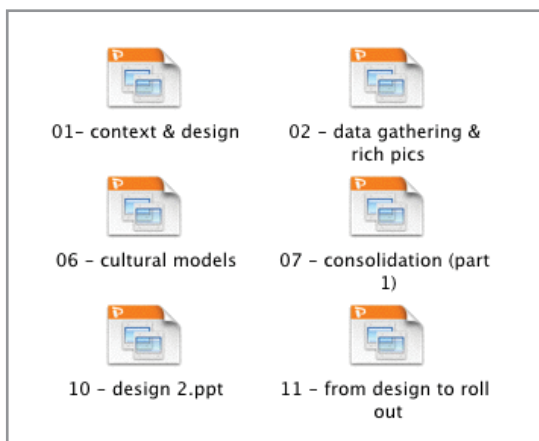 01- context & design
02 - data gathering &
rich pics
06 - cultural models
07 - consolidation (part
1)
10 - design 2.ppt
11 - from design to roll
out